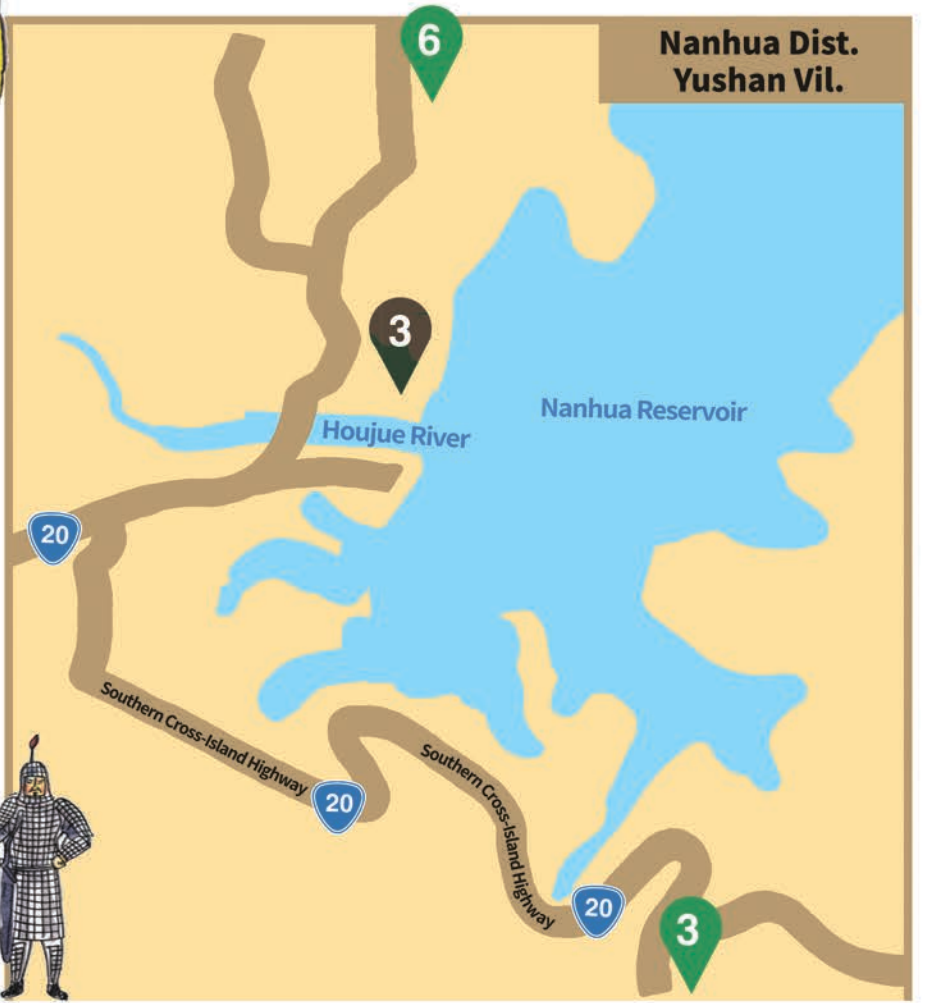 6
Nanhua Dist.
Yushan Vil.
3
Nanhua Reservoir
Houjue River
20
Southern Cross-Island Highway
20
Southern Cross-Island Highway
20
3